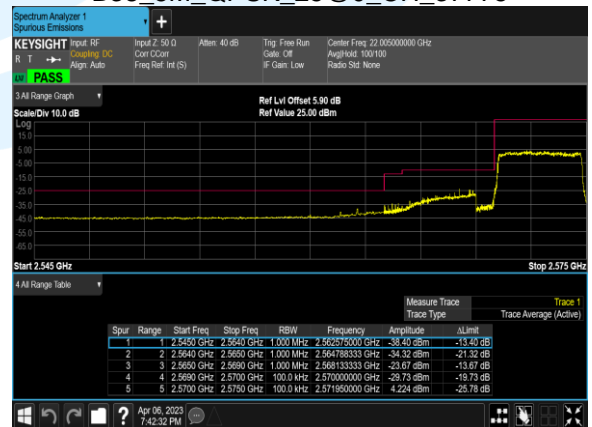 Spectrum Analyzer 1
Spurious Emissions
+
KEYSIGHT
R T
LV PASS
Input: RF
Coupling: DC
Align: Auto
Input Z: 50 Ω
Corr CCorr
Freq Ref: Int (S)
Atten: 40 dB
Trig: Free Run
Gate: Off
IF Gain: Low
Center Freq: 22.005000000 GHz
Avg|Hold: 100/100
Radio Std: None
3 All Range Graph
Scale/Div 10.0 dB
Ref Lvl Offset 5.90 dB
Ref Value 25.00 dBm
Log
15.0
5.00
-5.00
-15.0
-25.0
-35.0
-45.0
-55.0
-65.0
Start 2.545 GHz
Stop 2.575 GHz
4 All Range Table
Measure Trace Trace 1
Trace Type Trace Average (Active)
Spur Range Start Freq Stop Freq RBW Frequency Amplitude ΔLimit
1 1 2.5450 GHz 2.5640 GHz 1.000 MHz 2.562575000 GHz -38.40 dBm -13.40 dB
2 2 2.5640 GHz 2.5650 GHz 1.000 MHz 2.564788333 GHz -34.32 dBm -21.32 dB
3 3 2.5650 GHz 2.5690 GHz 1.000 MHz 2.568133333 GHz -23.67 dBm -13.67 dB
4 4 2.5690 GHz 2.5700 GHz 100.0 kHz 2.570000000 GHz -29.73 dBm -19.73 dB
5 5 2.5700 GHz 2.5750 GHz 100.0 kHz 2.571950000 GHz 4.224 dBm -25.78 dB
?
Apr 06, 2023
7:42:32 PM